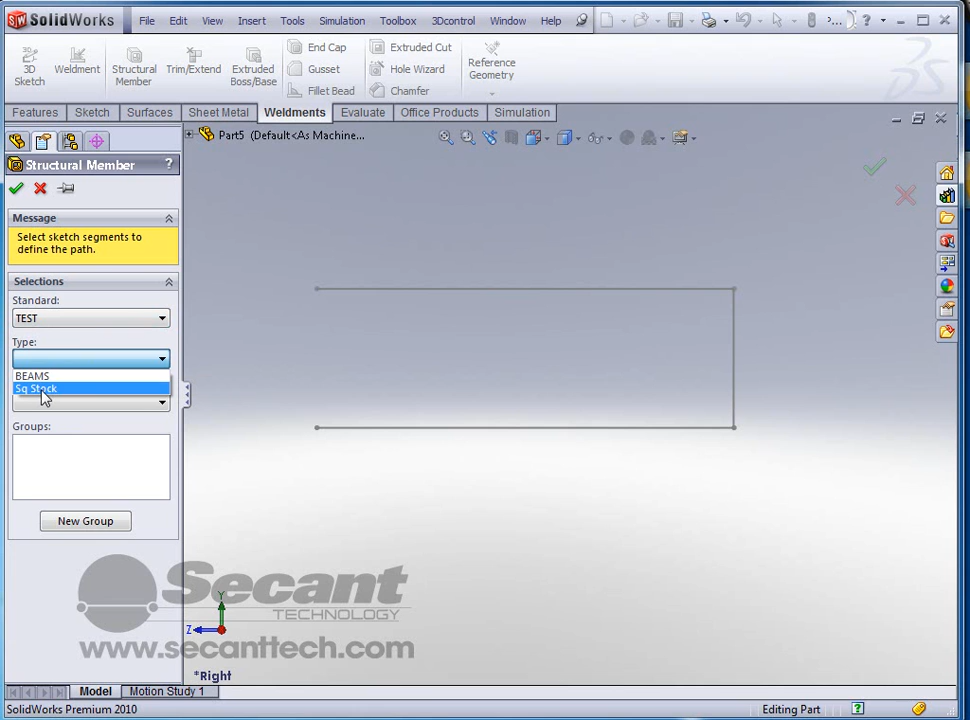 SolidWorks
File Edit View Insert Tools Simulation Toolbox 3Dcontrol Window Help
...
?
3D
Sketch
Weldment
Structural
Member
Trim/Extend
Extruded
Boss/Base
End Cap
Gusset
Fillet Bead
Extruded Cut
Hole Wizard
Chamfer
Reference
Geometry
Features Sketch Surfaces Sheet Metal Weldments Evaluate Office Products Simulation
Part5 (Default<As Machine...
Structural Member ?
Message
Select sketch segments to
define the path.
Selections
Standard:
TEST
Type:
BEAMS
Sq Stock
Groups:
New Group
Secant
TECHNOLOGY
www.secanttech.com
Y
Z
*Right
Model Motion Study 1
SolidWorks Premium 2010 Editing Part ?